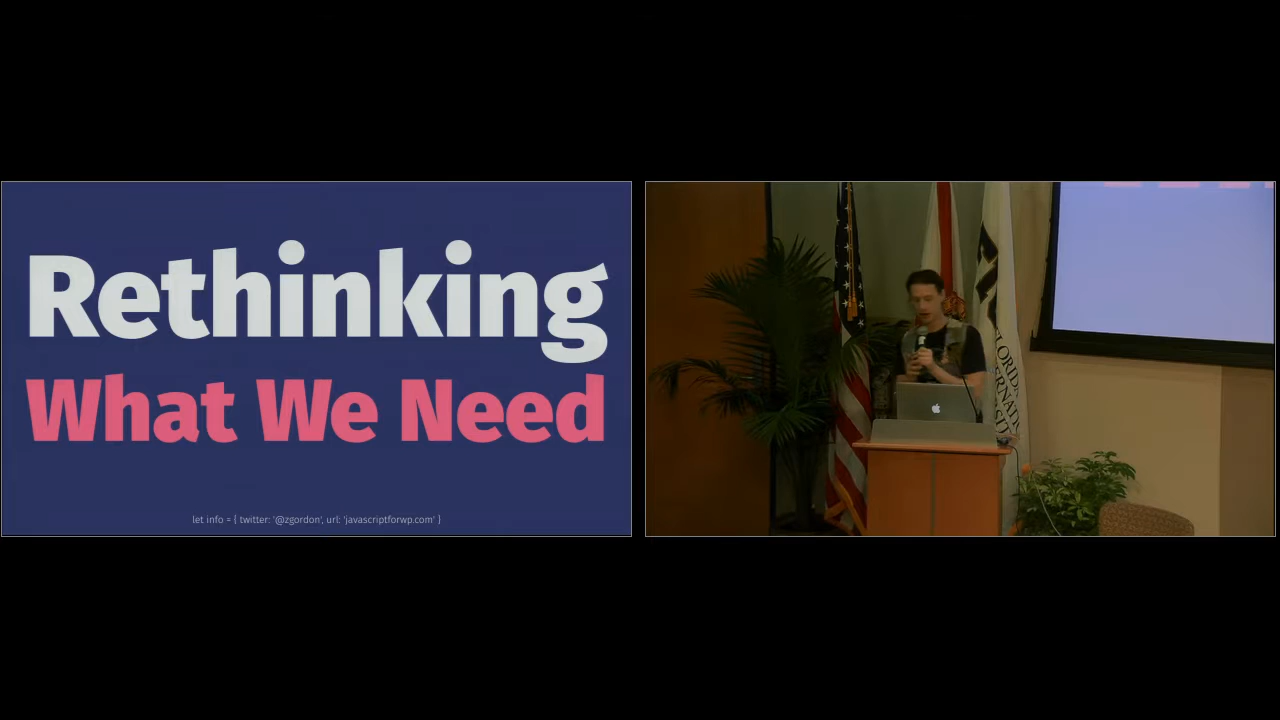 Rethinking
What We Need
let info = { twitter: '@zgordon', url: 'javascriptforwp.com' }